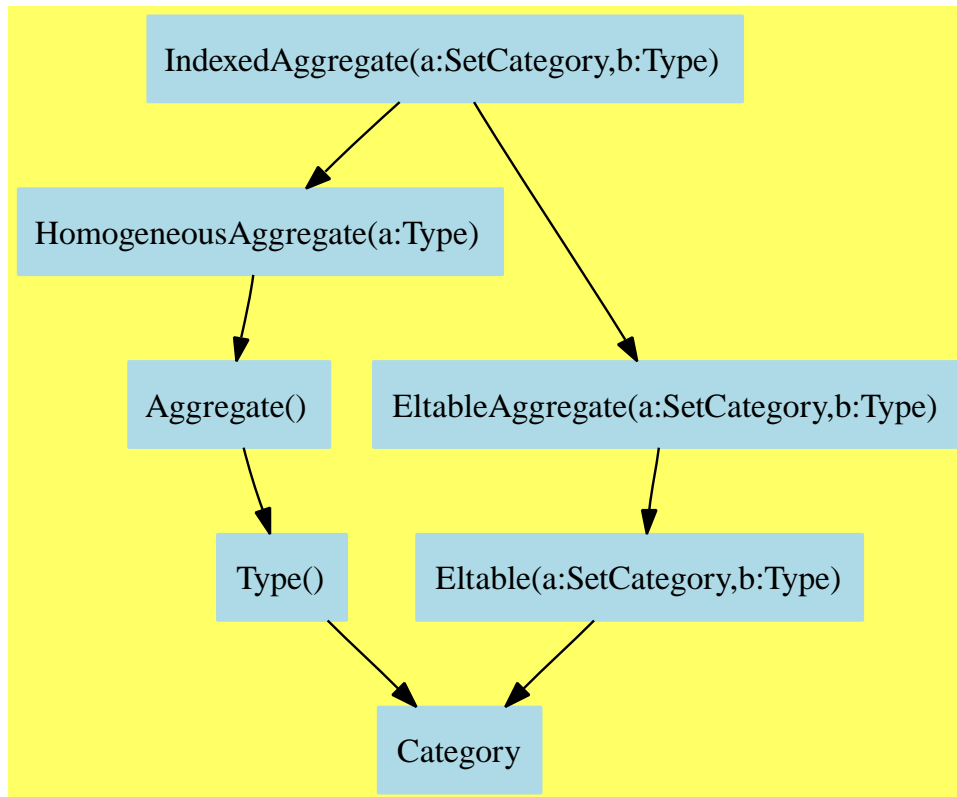 IndexedAggregate(a:SetCategory,b:Type)
HomogeneousAggregate(a:Type)
Aggregate()
EltableAggregate(a:SetCategory,b:Type)
Type()
Eltable(a:SetCategory,b:Type)
Category